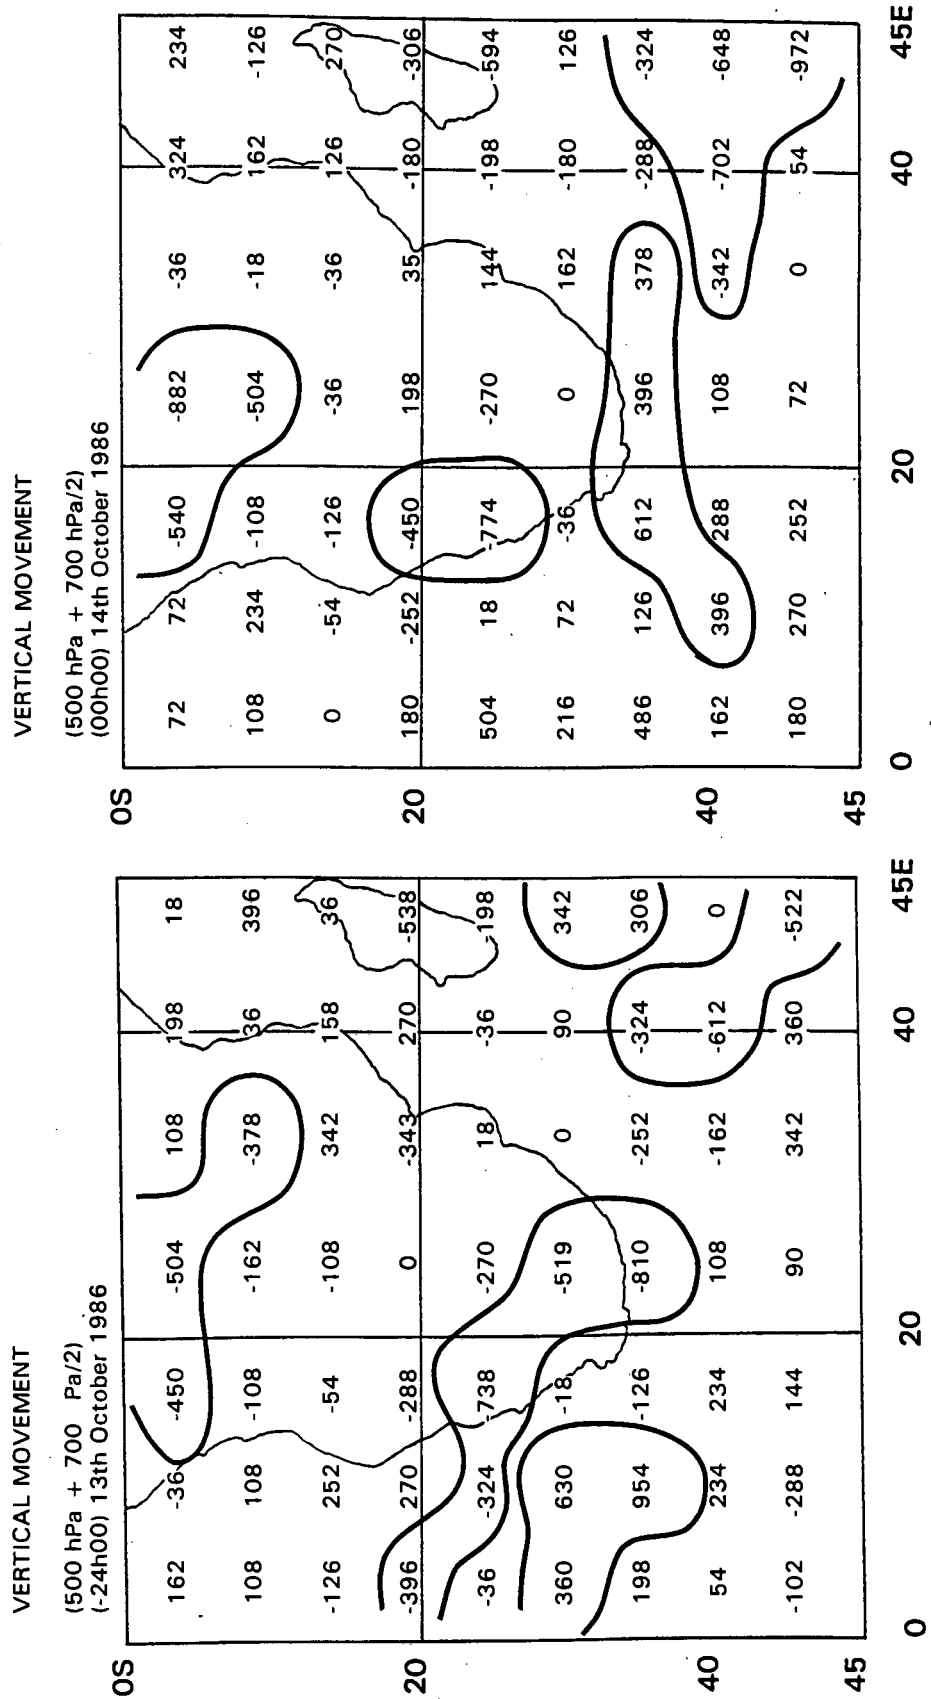 VERTICAL MOVEMENT
(500 hPa + 700 Pa/2)
(-24h00) 13th October 1986
0S
162 -36 -450 -504 108 198 18
108 108 -108 -162 -378 36 396
-126 252 -54 -108 342 158 36
20 -396 270 -288 0 -343 270 -538
-36 -324 -738 -270 18 -36 -198
360 630 -18 -519 0 90 342
198 954 -126 -810 -252 -324 306
40 54 234 234 108 -162 -612 0
-102 -288 144 90 342 360 -522
45
0 20 40 45E
VERTICAL MOVEMENT
(500 hPa + 700 hPa/2)
(00h00) 14th October 1986
0S
72 72 -540 -882 -36 324 234
108 234 -108 -504 -18 162 -126
0 -54 -126 -36 -36 126 270
20 180 -252 -450 198 35 -180 -306
504 18 -774 -270 144 -198 -594
216 72 -36 0 162 -180 126
486 126 612 396 378 -288 -324
40 162 396 288 108 -342 -702 -648
180 270 252 72 0 54 -972
45
0 20 40 45E